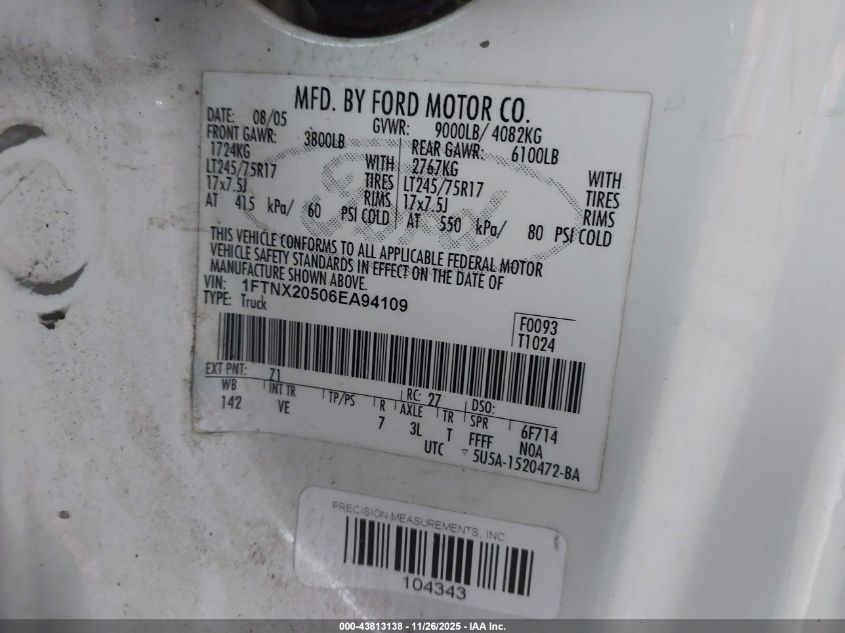 MFD. BY FORD MOTOR CO.
DATE: 08/05 GVWR: 9000LB/ 4082KG
FRONT GAWR: 3800LB REAR GAWR: 6100LB
1724KG WITH 2767KG WITH
LT245/75R17 TIRES LT245/75R17 TIRES
17x7.5J RIMS 17x7.5J RIMS
AT 415 kPa/ 60 PSI COLD AT 550 kPa/ 80 PSI COLD
Ford
THIS VEHICLE CONFORMS TO ALL APPLICABLE FEDERAL MOTOR
VEHICLE SAFETY STANDARDS IN EFFECT ON THE DATE OF
MANUFACTURE SHOWN ABOVE.
VIN: 1FTNX20506EA94109
TYPE: Truck
F0093
T1024
EXT PNT: Z1 RC: 27 DSO:
WB INT TR TP/PS R AXLE TR SPR 6F714
142 VE 7 3L T FFFF NOA
UTC 5U5A-1520472-BA
PRECISION MEASUREMENTS, INC
104343
000-43813138 - 11/26/2025 - IAA Inc.